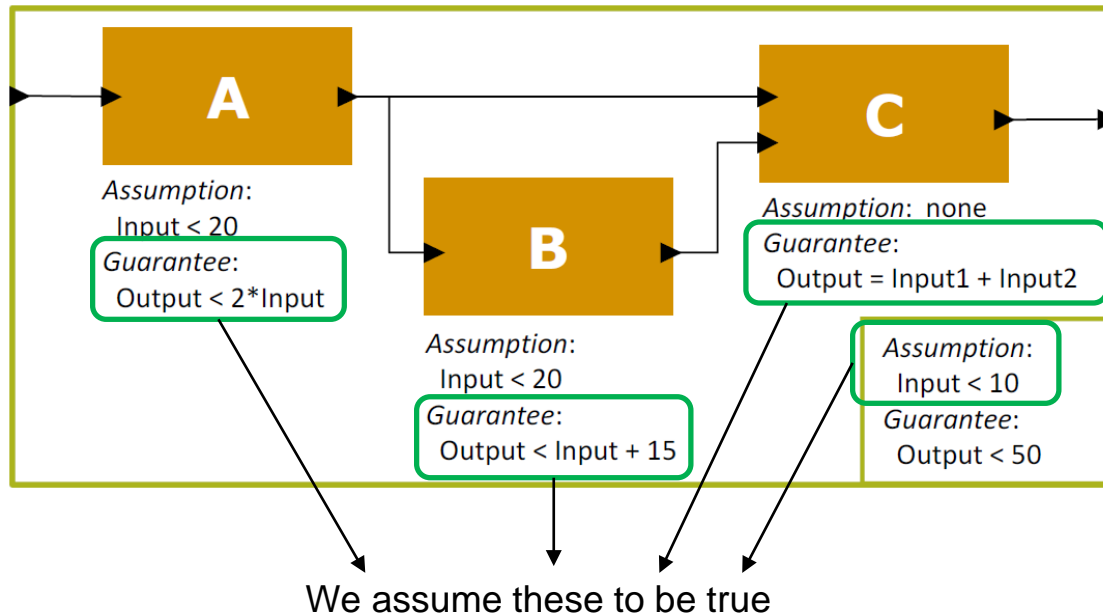 A
Assumption:
Input < 20
Guarantee:
Output < 2*Input
B
Assumption:
Input < 20
Guarantee:
Output < Input + 15
C
Assumption: none
Guarantee:
Output = Input1 + Input2
Assumption:
Input < 10
Guarantee:
Output < 50
We assume these to be true